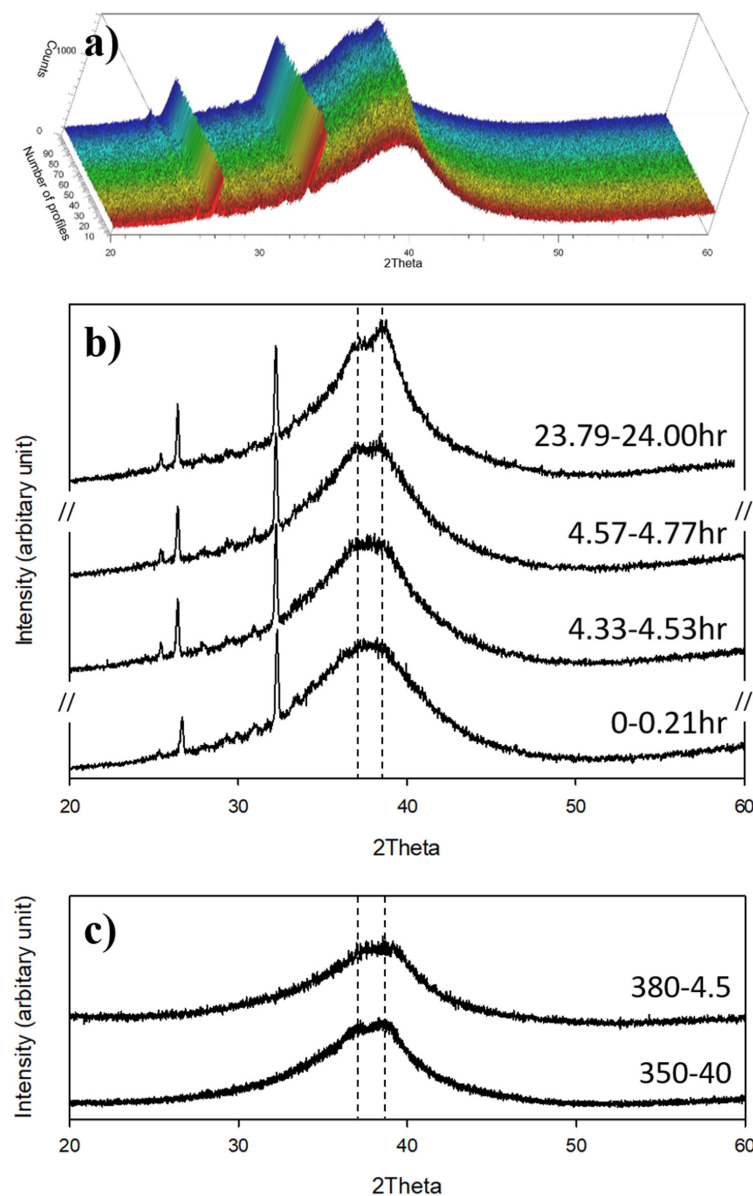 a)
Counts
1000
0
Number of profiles
90
80
70
60
50
40
30
20
10
20 30 40 50 60
2Theta
b)
Intensity (arbitary unit)
23.79-24.00hr
// //
4.57-4.77hr
4.33-4.53hr
// //
0-0.21hr
20 30 40 50 60
2Theta
c)
Intensity (arbitary unit)
380-4.5
350-40
20 30 40 50 60
2Theta